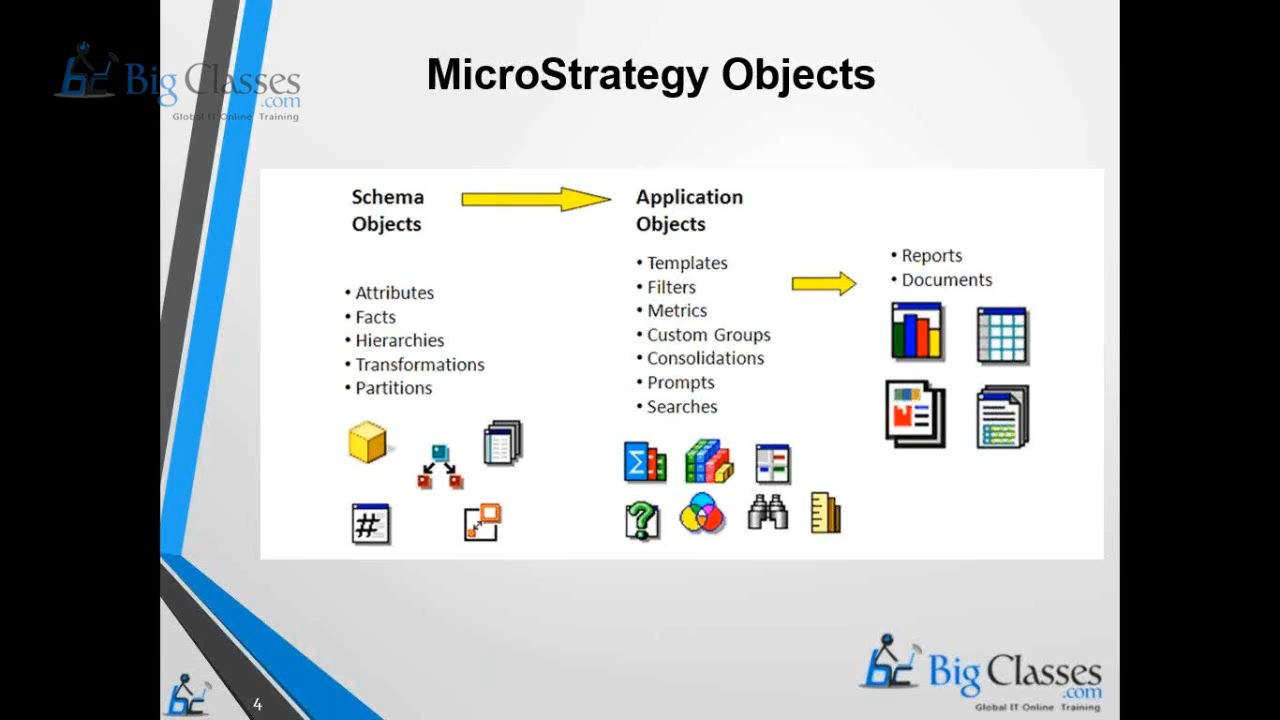 Big Classes
.com
Global IT Online Training
MicroStrategy Objects
Schema
Objects
• Attributes
• Facts
• Hierarchies
• Transformations
• Partitions
Application
Objects
• Templates
• Filters
• Metrics
• Custom Groups
• Consolidations
• Prompts
• Searches
• Reports
• Documents
#
Σ
?
4
Big Classes
.com
Global IT Online Training